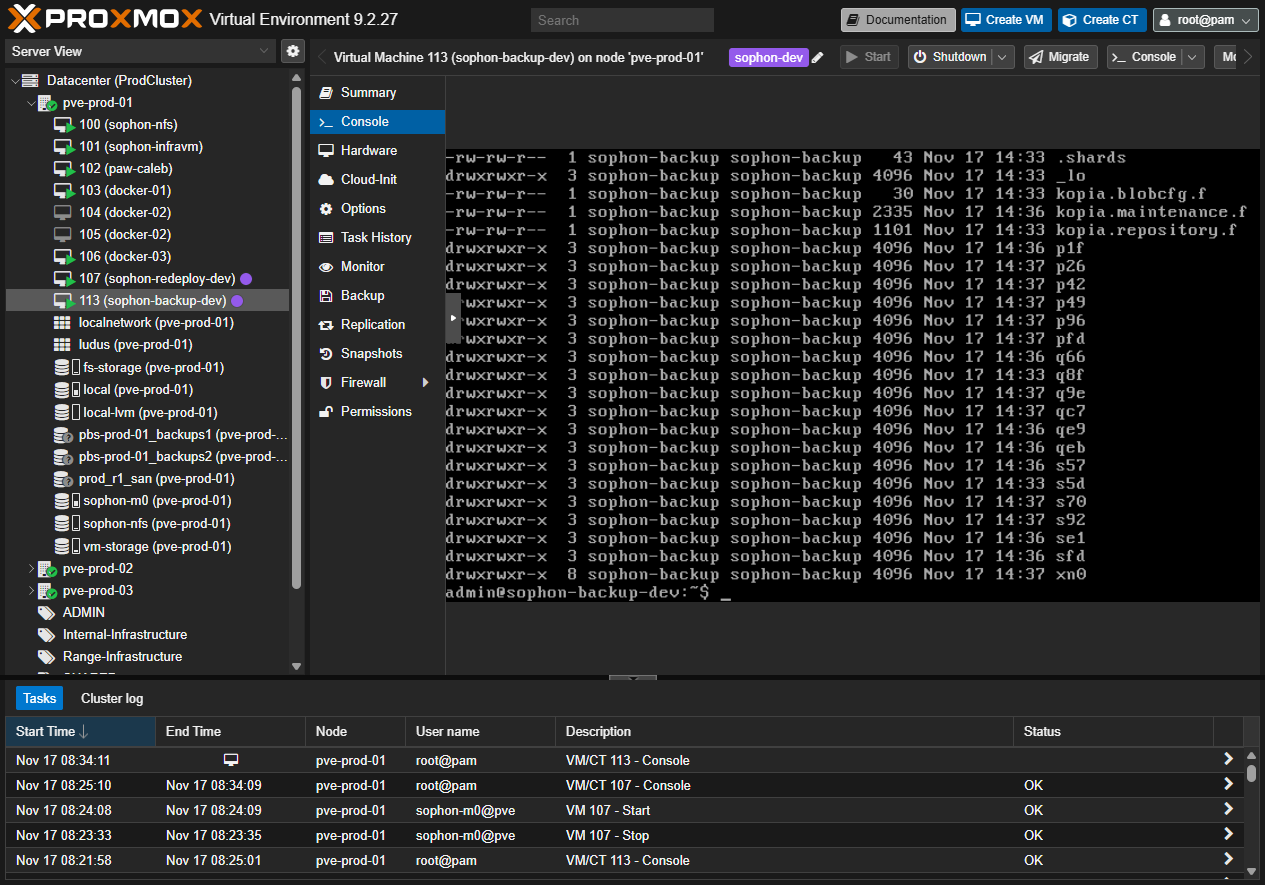 PROXMOX Virtual Environment 9.2.27
Search
Documentation
Create VM
Create CT
root@pam
Server View
Datacenter (ProdCluster)
pve-prod-01
100 (sophon-nfs)
101 (sophon-infravm)
102 (paw-caleb)
103 (docker-01)
104 (docker-02)
105 (docker-02)
106 (docker-03)
107 (sophon-redeploy-dev)
113 (sophon-backup-dev)
localnetwork (pve-prod-01)
ludus (pve-prod-01)
fs-storage (pve-prod-01)
local (pve-prod-01)
local-lvm (pve-prod-01)
pbs-prod-01_backups1 (pve-prod-...
pbs-prod-01_backups2 (pve-prod-...
prod_r1_san (pve-prod-01)
sophon-m0 (pve-prod-01)
sophon-nfs (pve-prod-01)
vm-storage (pve-prod-01)
pve-prod-02
pve-prod-03
ADMIN
Internal-Infrastructure
Range-Infrastructure
Virtual Machine 113 (sophon-backup-dev) on node 'pve-prod-01'
sophon-dev
Start
Shutdown
Migrate
Console
Mo
Summary
Console
Hardware
Cloud-Init
Options
Task History
Monitor
Backup
Replication
Snapshots
Firewall
Permissions
-rw-rw-r-- 1 sophon-backup sophon-backup 43 Nov 17 14:33 .shards
drwxrwxr-x 3 sophon-backup sophon-backup 4096 Nov 17 14:33 _lo
-rw-rw-r-- 1 sophon-backup sophon-backup 30 Nov 17 14:33 kopia.blobcfg.f
-rw-rw-r-- 1 sophon-backup sophon-backup 2335 Nov 17 14:36 kopia.maintenance.f
-rw-rw-r-- 1 sophon-backup sophon-backup 1101 Nov 17 14:33 kopia.repository.f
drwxrwxr-x 3 sophon-backup sophon-backup 4096 Nov 17 14:36 p1f
drwxrwxr-x 3 sophon-backup sophon-backup 4096 Nov 17 14:37 p26
drwxrwxr-x 3 sophon-backup sophon-backup 4096 Nov 17 14:37 p42
drwxrwxr-x 3 sophon-backup sophon-backup 4096 Nov 17 14:37 p49
wxrwxr-x 3 sophon-backup sophon-backup 4096 Nov 17 14:37 p96
wxrwxr-x 3 sophon-backup sophon-backup 4096 Nov 17 14:37 pfd
drwxrwxr-x 3 sophon-backup sophon-backup 4096 Nov 17 14:36 q66
drwxrwxr-x 3 sophon-backup sophon-backup 4096 Nov 17 14:33 q8f
drwxrwxr-x 3 sophon-backup sophon-backup 4096 Nov 17 14:37 q9e
drwxrwxr-x 3 sophon-backup sophon-backup 4096 Nov 17 14:37 qc7
drwxrwxr-x 3 sophon-backup sophon-backup 4096 Nov 17 14:37 qe9
drwxrwxr-x 3 sophon-backup sophon-backup 4096 Nov 17 14:36 qeb
drwxrwxr-x 3 sophon-backup sophon-backup 4096 Nov 17 14:36 s57
drwxrwxr-x 3 sophon-backup sophon-backup 4096 Nov 17 14:33 s5d
drwxrwxr-x 3 sophon-backup sophon-backup 4096 Nov 17 14:37 s70
drwxrwxr-x 3 sophon-backup sophon-backup 4096 Nov 17 14:37 s92
drwxrwxr-x 3 sophon-backup sophon-backup 4096 Nov 17 14:36 se1
drwxrwxr-x 3 sophon-backup sophon-backup 4096 Nov 17 14:36 sfd
drwxrwxr-x 8 sophon-backup sophon-backup 4096 Nov 17 14:37 xn0
admin@sophon-backup-dev:~$ _
Tasks Cluster log
Start Time End Time Node User name Description Status
Nov 17 08:34:11 pve-prod-01 root@pam VM/CT 113 - Console
Nov 17 08:25:10 Nov 17 08:34:09 pve-prod-01 root@pam VM/CT 107 - Console OK
Nov 17 08:24:08 Nov 17 08:24:09 pve-prod-01 sophon-m0@pve VM 107 - Start OK
Nov 17 08:23:33 Nov 17 08:23:35 pve-prod-01 sophon-m0@pve VM 107 - Stop OK
Nov 17 08:21:58 Nov 17 08:25:01 pve-prod-01 root@pam VM/CT 113 - Console OK